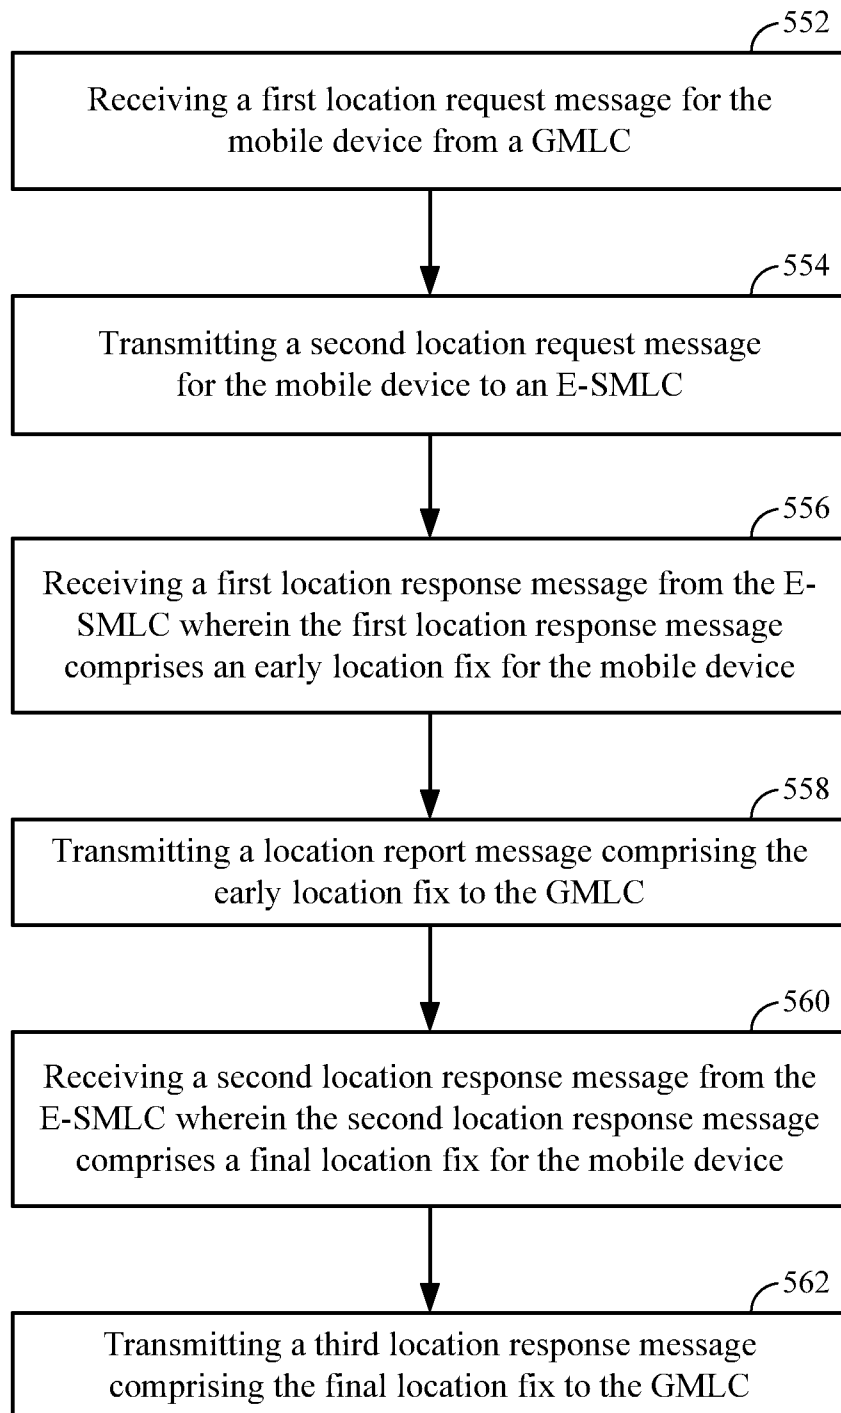 552
Receiving a first location request message for the
mobile device from a GMLC
554
Transmitting a second location request message
for the mobile device to an E-SMLC
556
Receiving a first location response message from the E-
SMLC wherein the first location response message
comprises an early location fix for the mobile device
558
Transmitting a location report message comprising the
early location fix to the GMLC
560
Receiving a second location response message from the
E-SMLC wherein the second location response message
comprises a final location fix for the mobile device
562
Transmitting a third location response message
comprising the final location fix to the GMLC